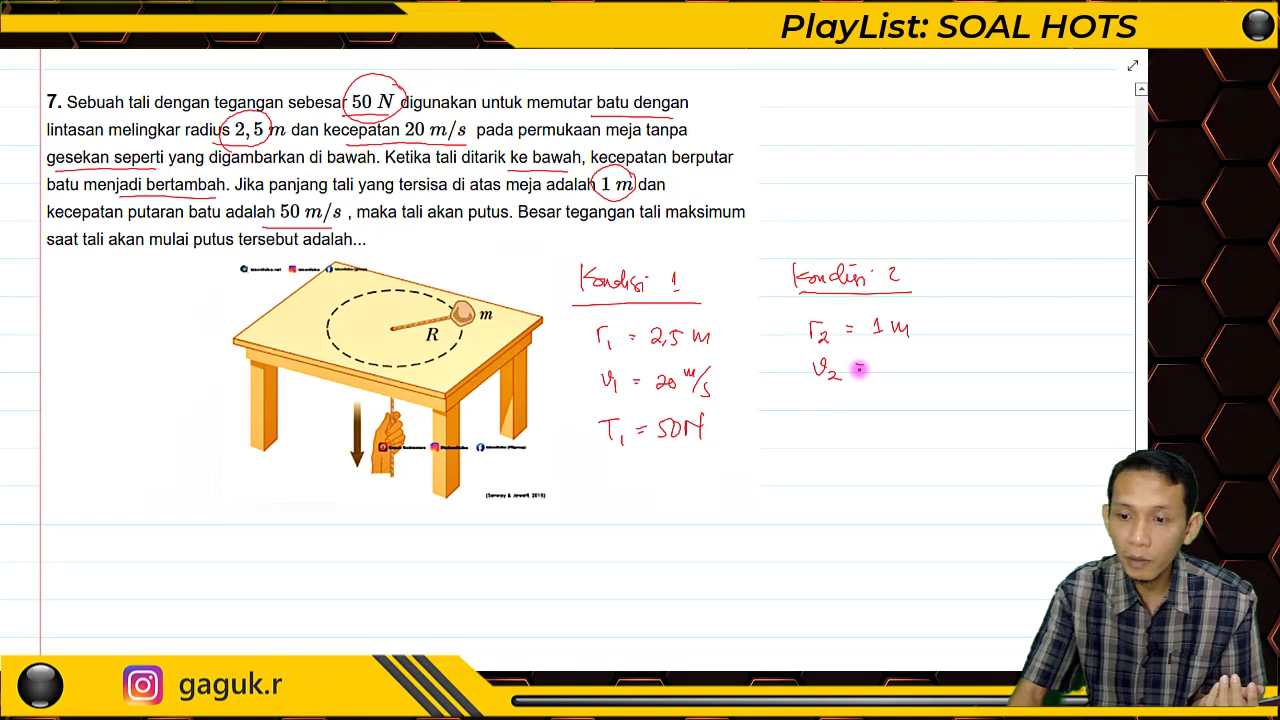 PlayList: SOAL HOTS
7. Sebuah tali dengan tegangan sebesar 50 N digunakan untuk memutar batu dengan
lintasan melingkar radius 2,5 m dan kecepatan 20 m/s pada permukaan meja tanpa
gesekan seperti yang digambarkan di bawah. Ketika tali ditarik ke bawah, kecepatan berputar
batu menjadi bertambah. Jika panjang tali yang tersisa di atas meja adalah 1 m dan
kecepatan putaran batu adalah 50 m/s , maka tali akan putus. Besar tegangan tali maksimum
saat tali akan mulai putus tersebut adalah...
m
R
(Serway & Jewett, 2018)
Kondisi 1
r₁ = 2,5 m
v₁ = 20 m/s
T₁ = 50 N
Kondisi 2
r₂ = 1 m
v₂ =
gaguk.r